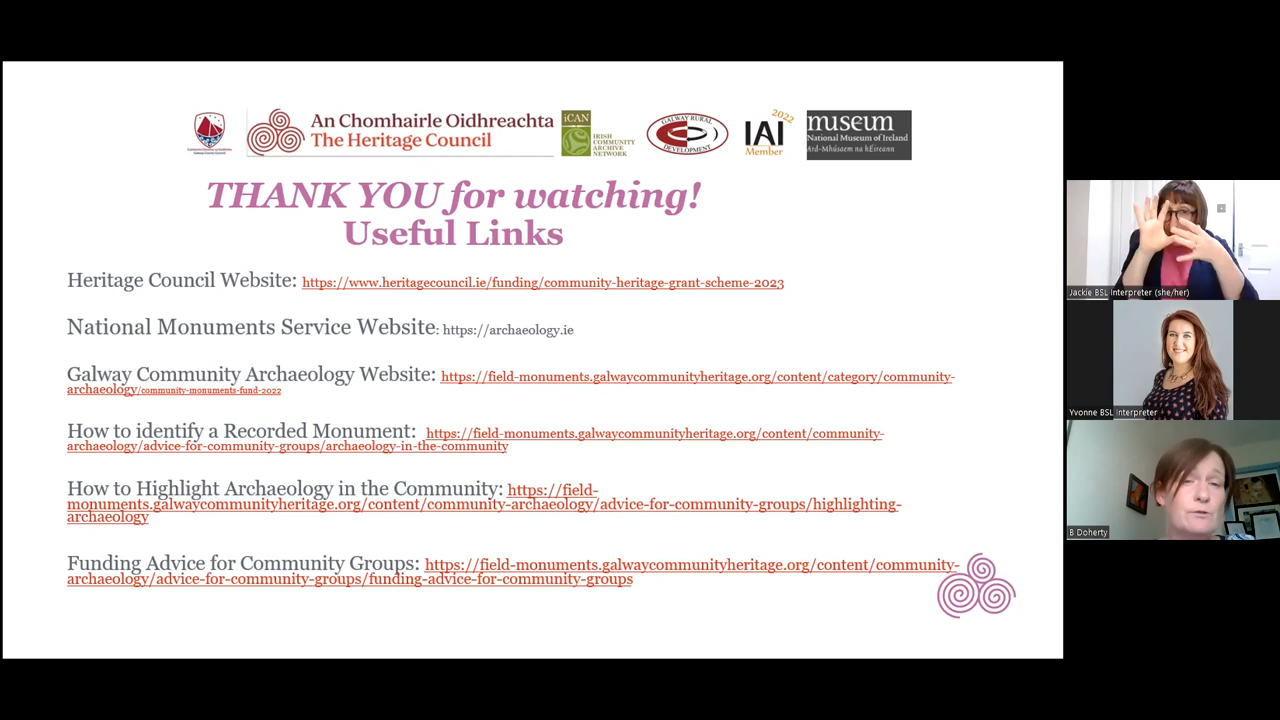 An Chomhairle Oidhreachta
The Heritage Council
iCAN
IRISH
COMMUNITY
ARCHIVE
NETWORK
GALWAY RURAL
DEVELOPMENT
2022
IAI
Member
museum
National Museum of Ireland
Ard-Mhúsaem na hÉireann
THANK YOU for watching!
Useful Links
Heritage Council Website: https://www.heritagecouncil.ie/funding/community-heritage-grant-scheme-2023
National Monuments Service Website: https://archaeology.ie
Galway Community Archaeology Website: https://field-monuments.galwaycommunityheritage.org/content/category/community-
archaeology/community-monuments-fund-2022
How to identify a Recorded Monument: https://field-monuments.galwaycommunityheritage.org/content/community-
archaeology/advice-for-community-groups/archaeology-in-the-community
How to Highlight Archaeology in the Community: https://field-
monuments.galwaycommunityheritage.org/content/community-archaeology/advice-for-community-groups/highlighting-
archaeology
Funding Advice for Community Groups: https://field-monuments.galwaycommunityheritage.org/content/community-
archaeology/advice-for-community-groups/funding-advice-for-community-groups
Jackie BSL Interpreter (she/her)
Yvonne BSL Interpreter
B Doherty